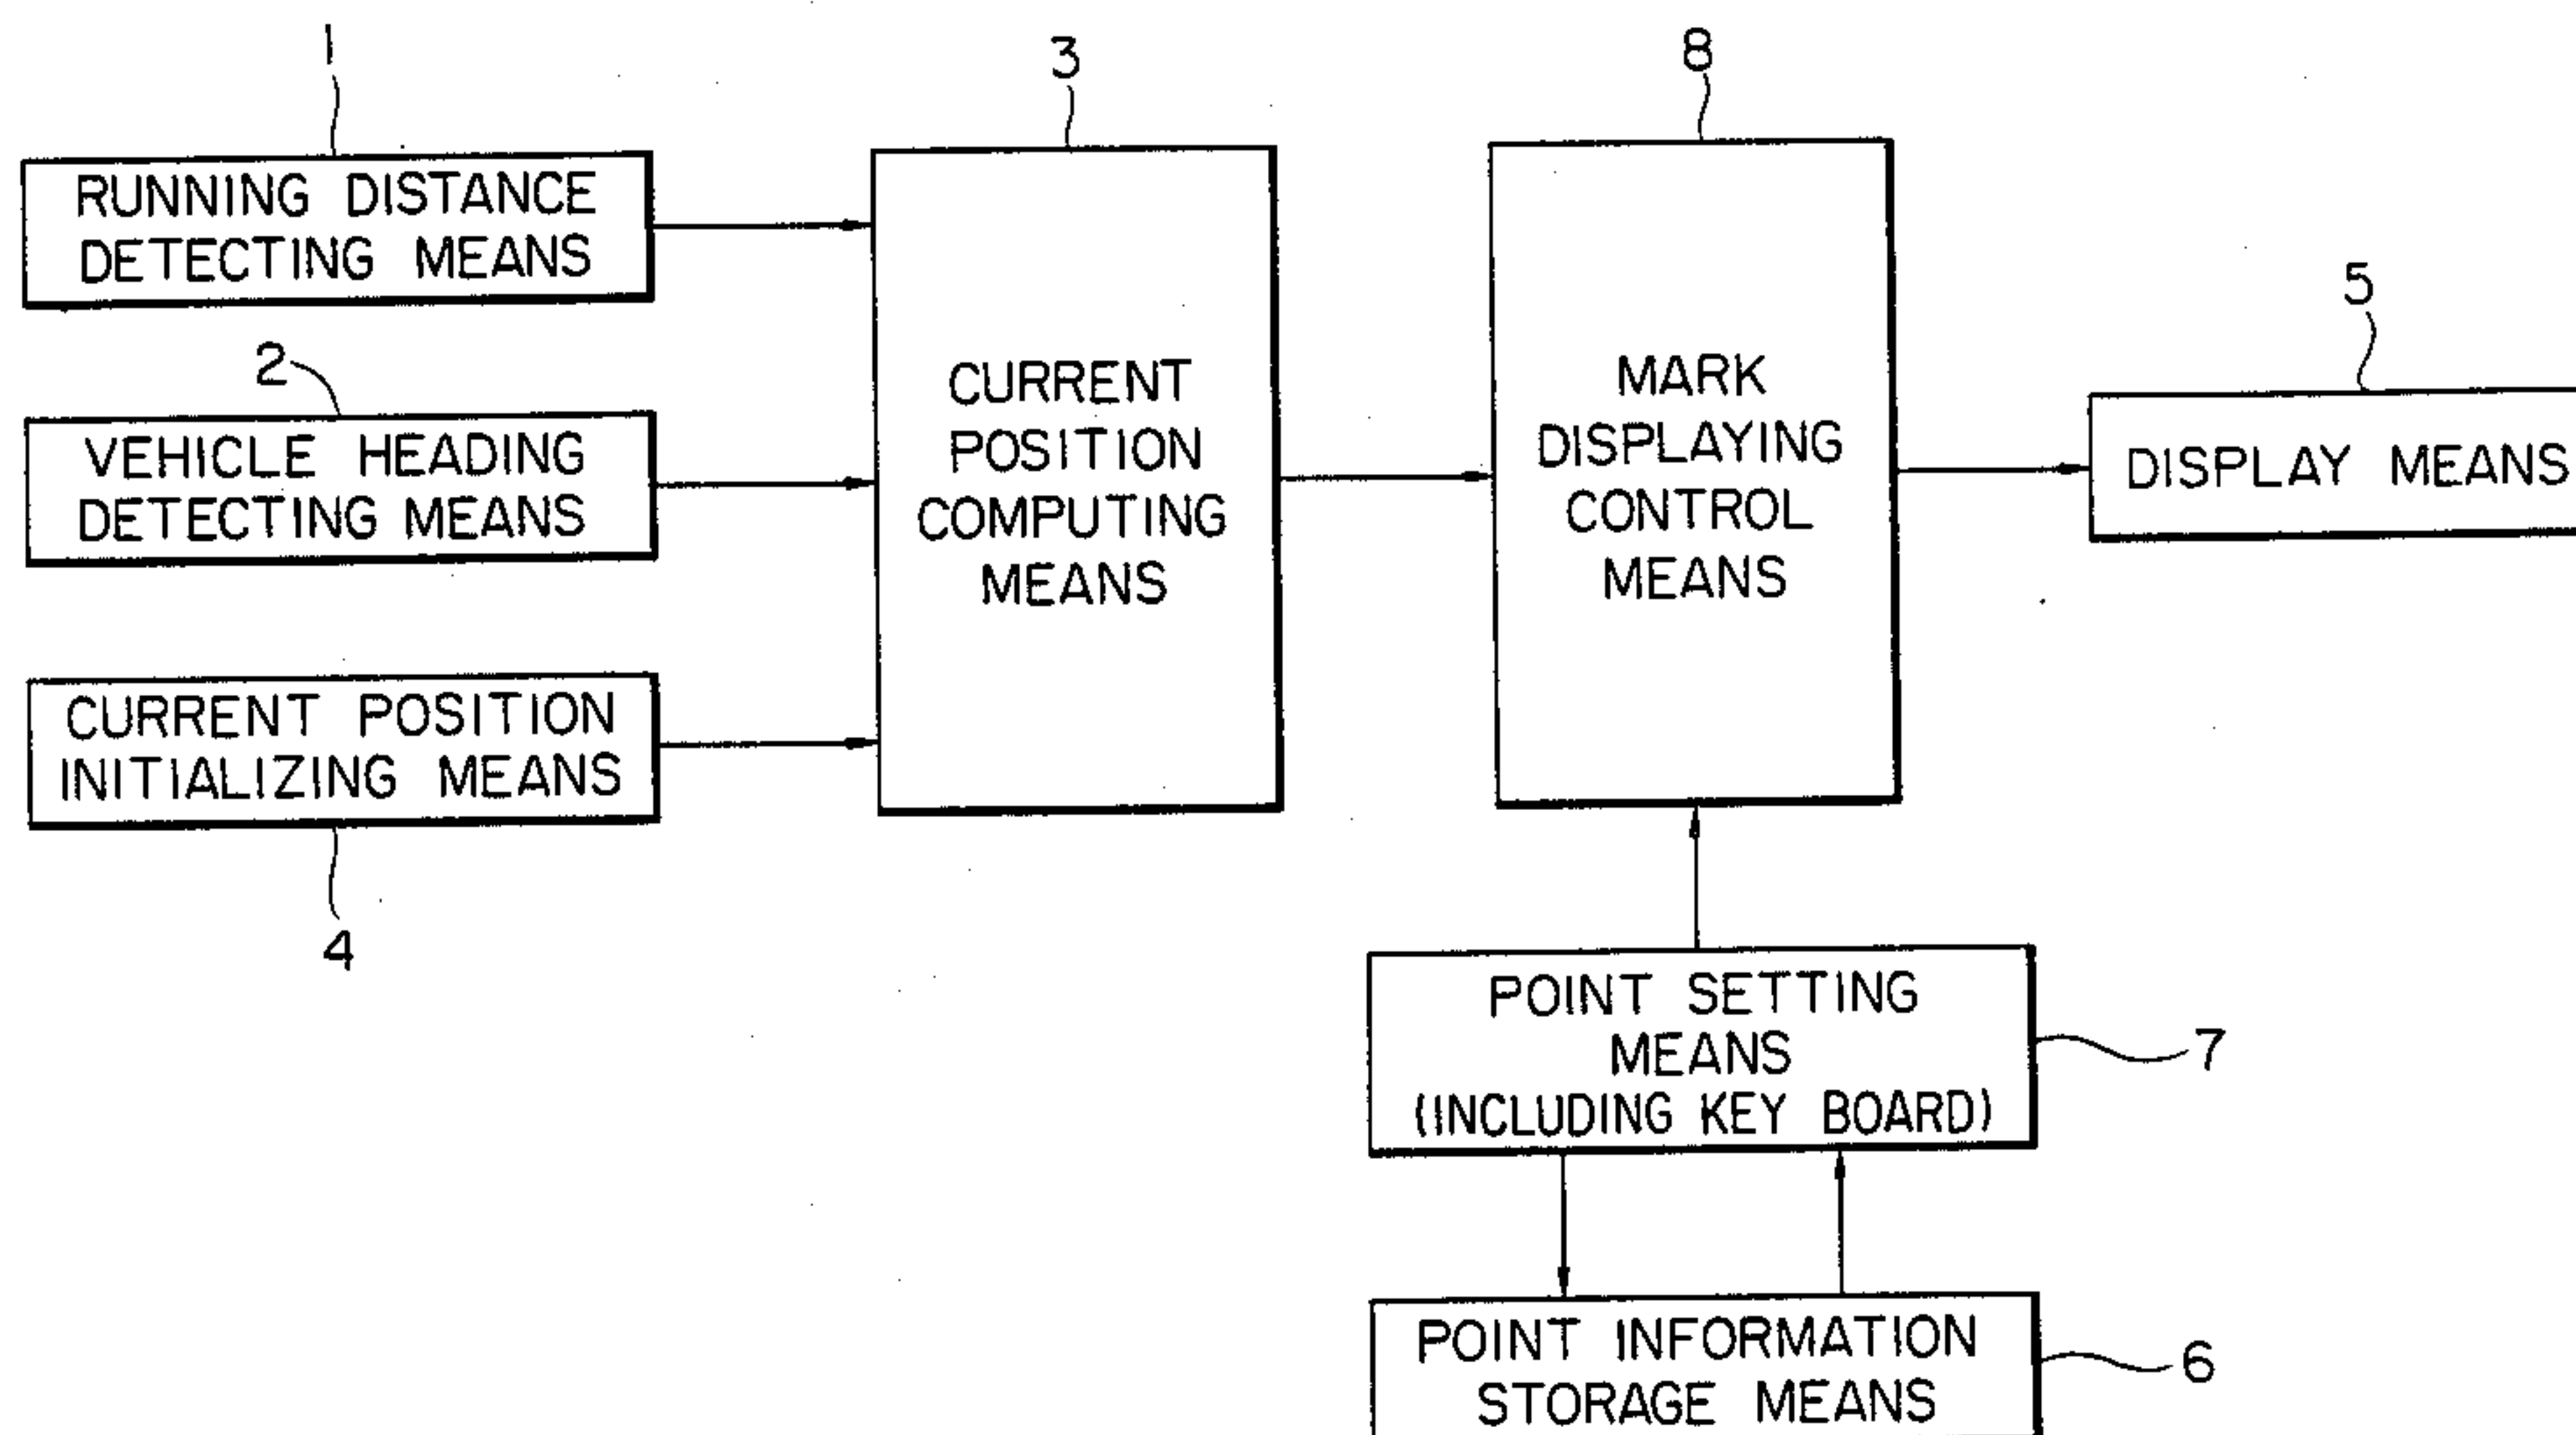 1
RUNNING DISTANCE
DETECTING MEANS
2
VEHICLE HEADING
DETECTING MEANS
CURRENT POSITION
INITIALIZING MEANS
4
3
CURRENT
POSITION
COMPUTING
MEANS
8
MARK
DISPLAYING
CONTROL
MEANS
5
DISPLAY MEANS
POINT SETTING
MEANS
(INCLUDING KEY BOARD)
7
POINT INFORMATION
STORAGE MEANS
6